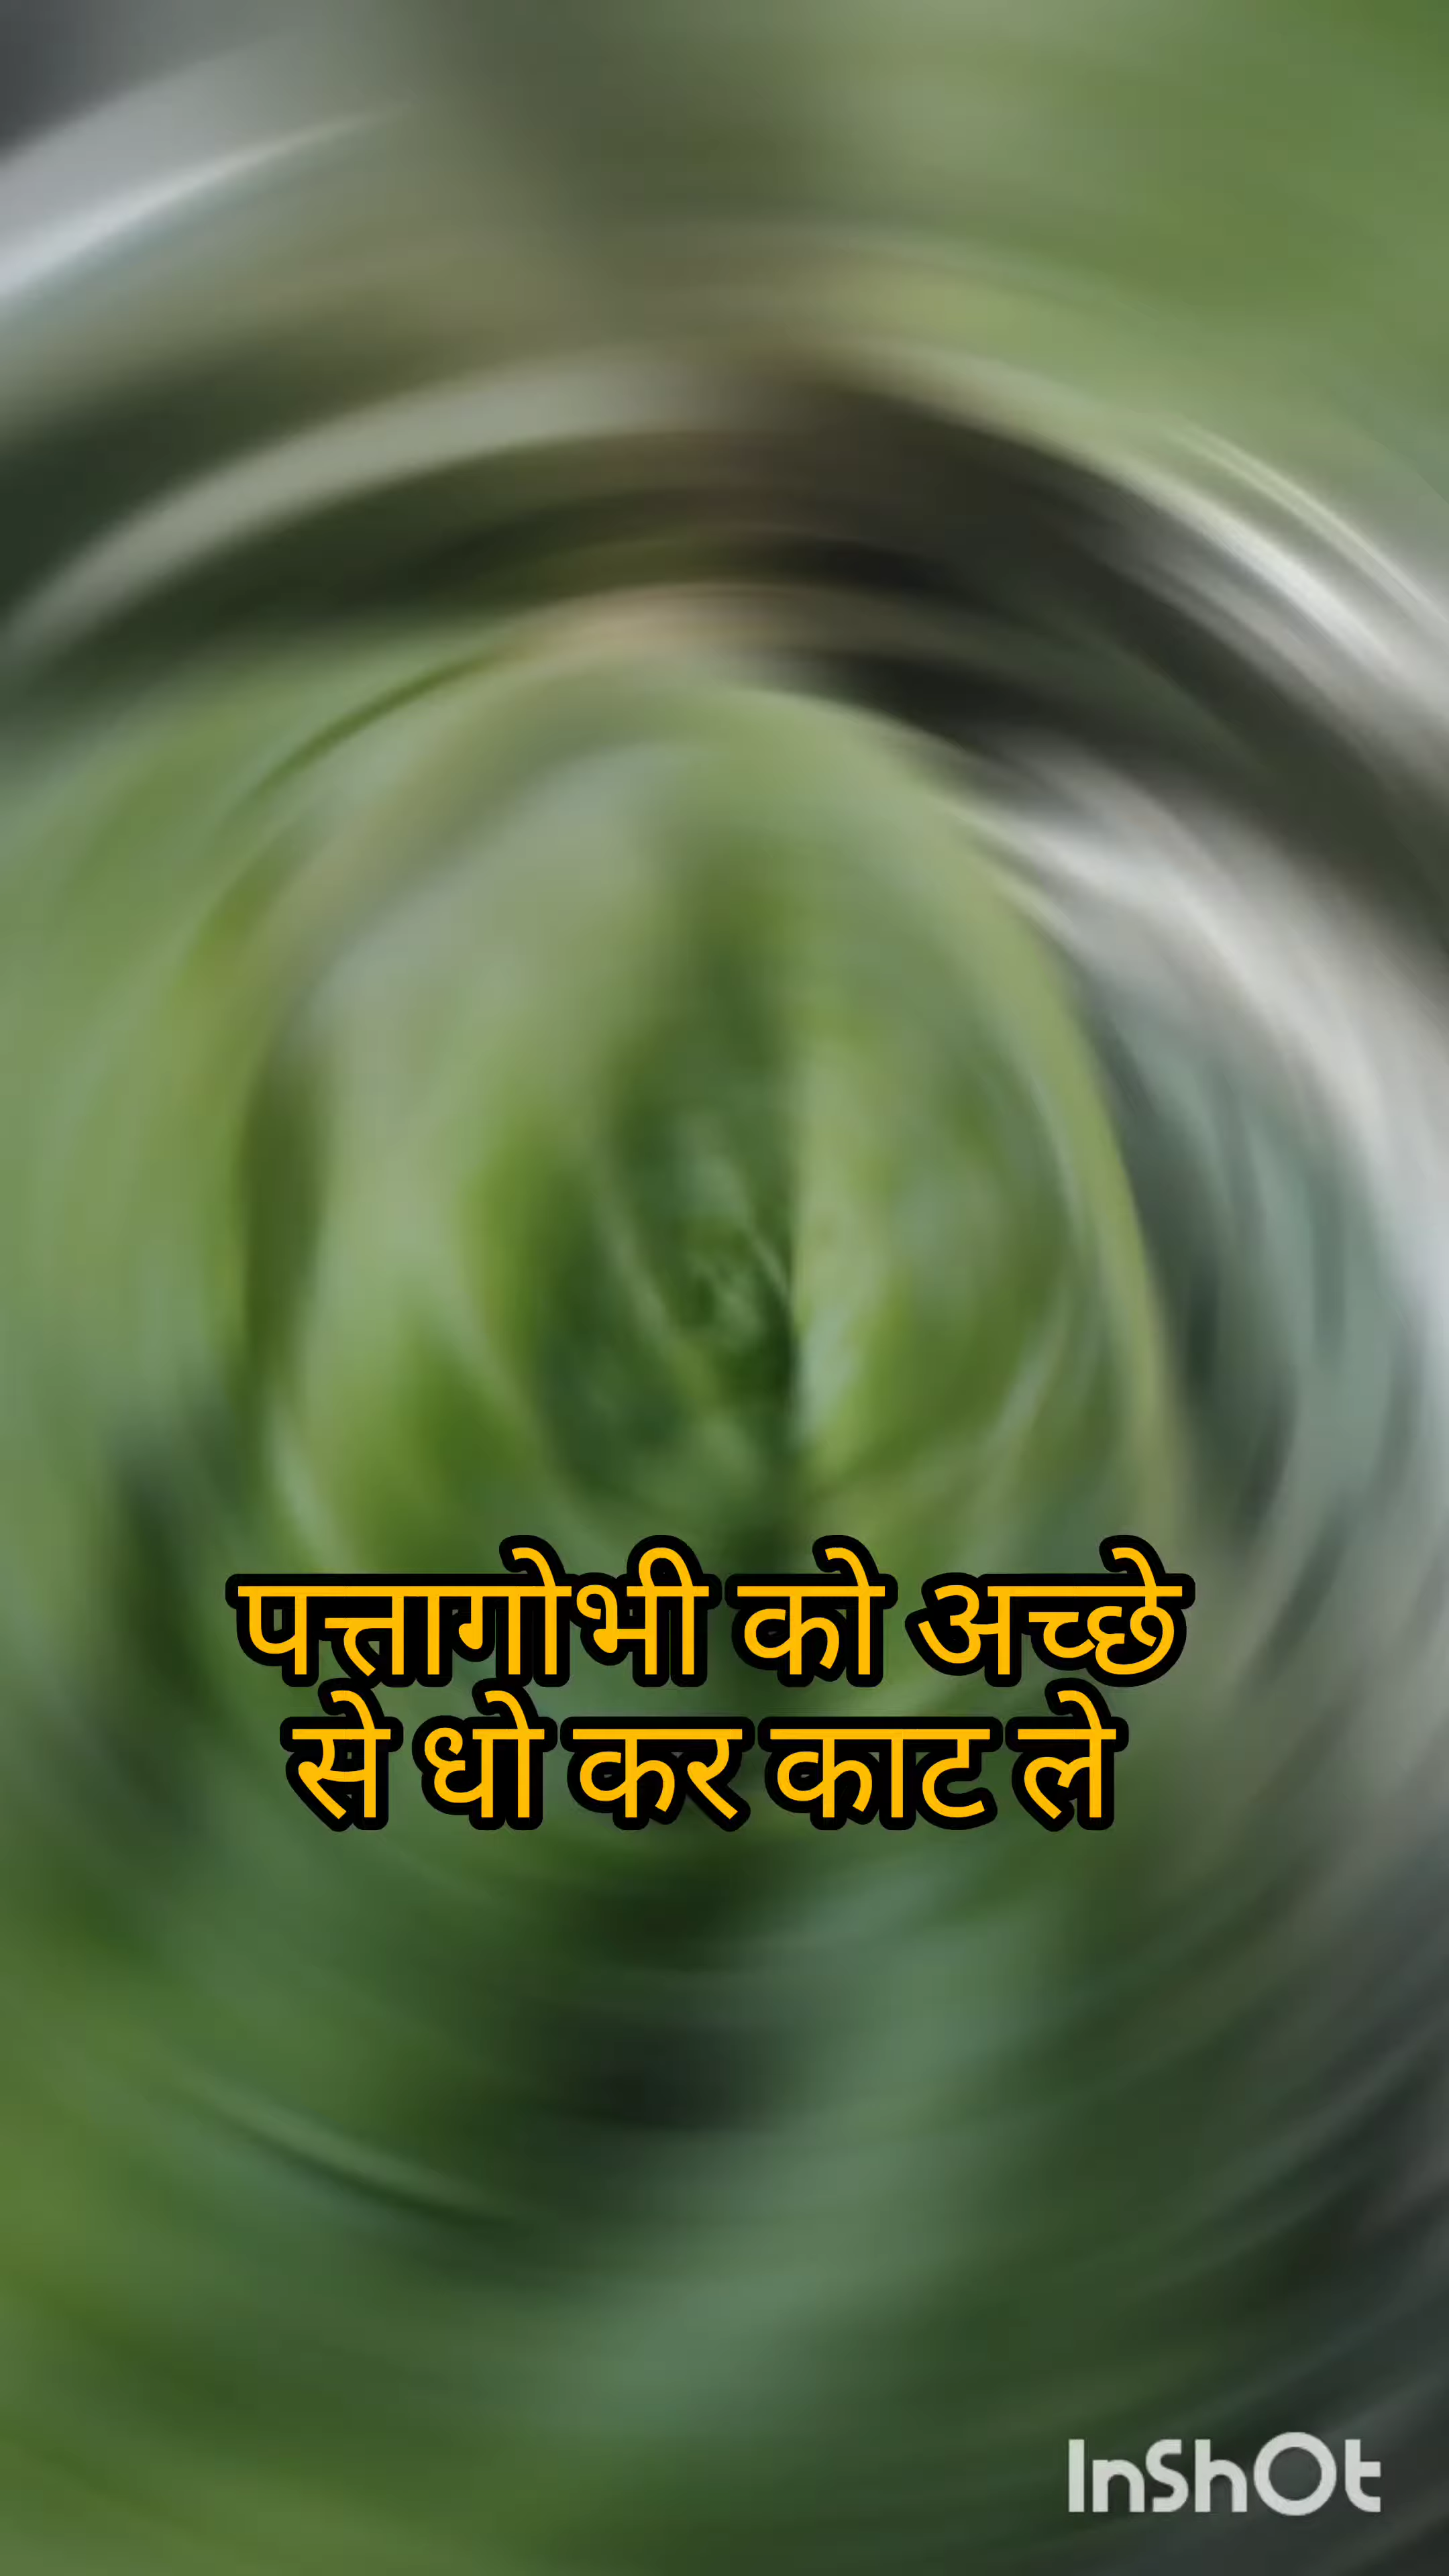 पत्तागोभी को अच्छे
से धो कर काट ले
InShOt